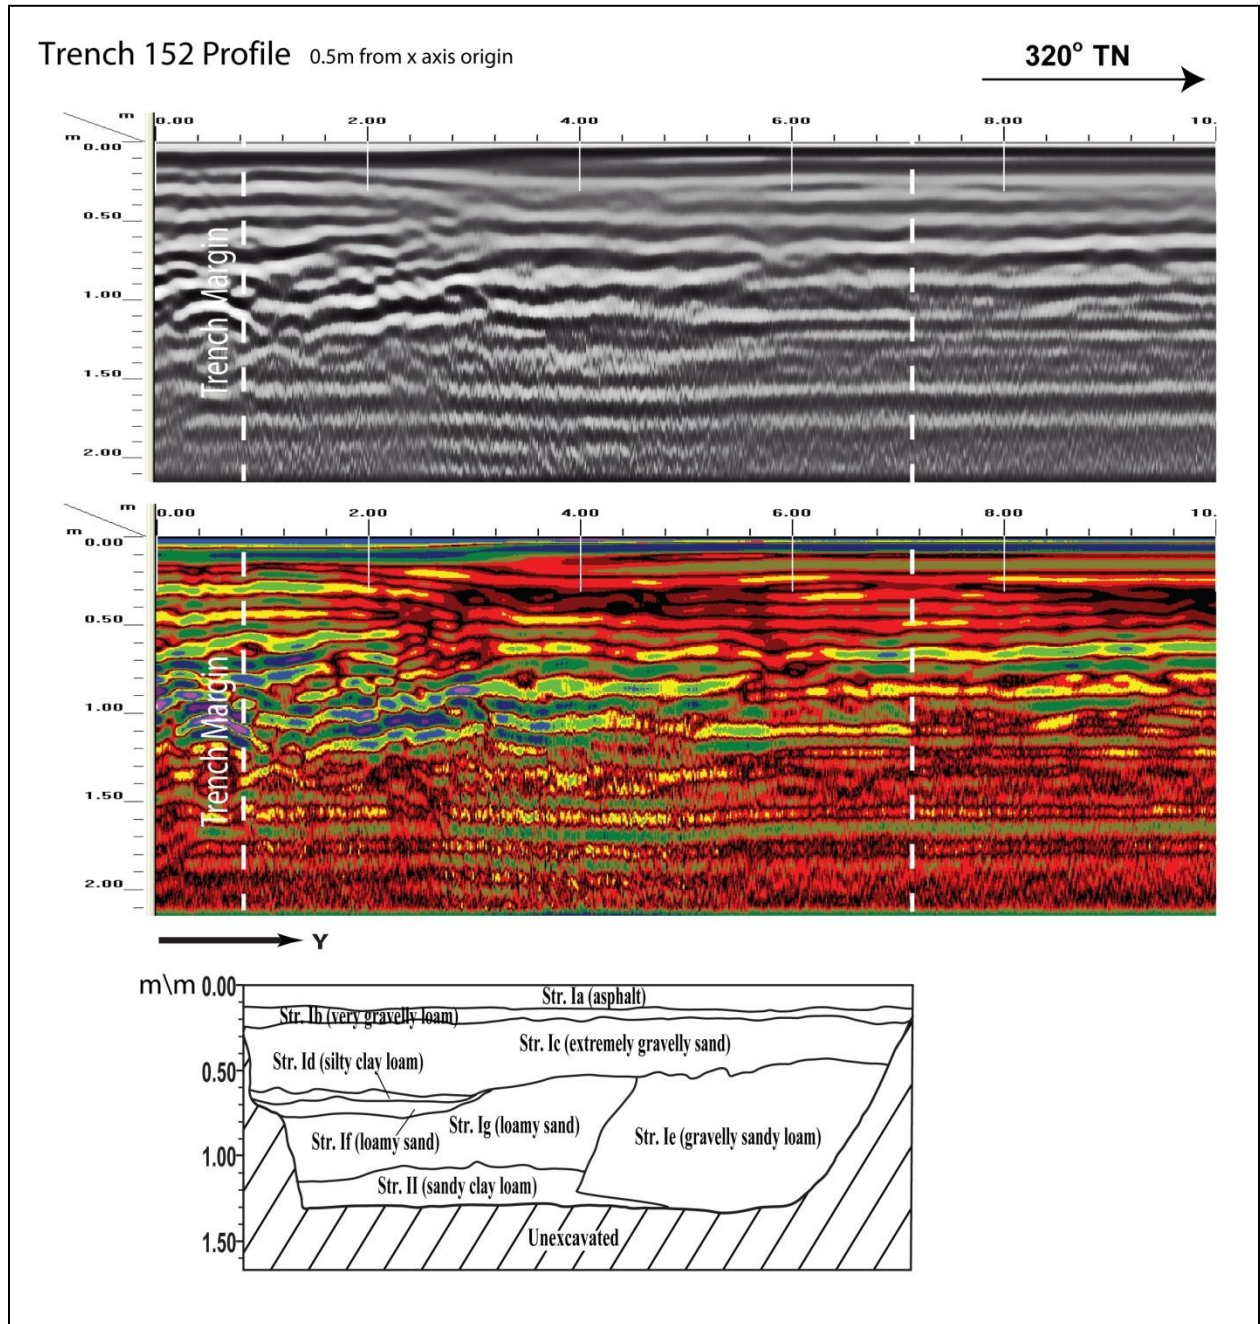 Trench 152 Profile 0.5m from x axis origin
320° TN
m
0.00 2.00 4.00 6.00 8.00 10.
m
0.00
0.50
1.00
1.50
2.00
Trench Margin
m
0.00 2.00 4.00 6.00 8.00 10.
m
0.00
0.50
1.00
1.50
2.00
Trench Margin
Y
m\m 0.00
0.50
1.00
1.50
Str. Ia (asphalt)
Str. Ib (very gravelly loam)
Str. Ic (extremely gravelly sand)
Str. Id (silty clay loam)
Str. If (loamy sand)
Str. Ig (loamy sand)
Str. Ie (gravelly sandy loam)
Str. II (sandy clay loam)
Unexcavated